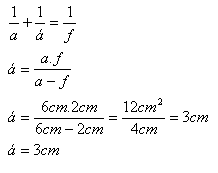 1/a + 1/á = 1/f
á = a.f/a − f
á = 6cm.2cm/6cm − 2cm = 12cm²/4cm = 3cm
á = 3cm